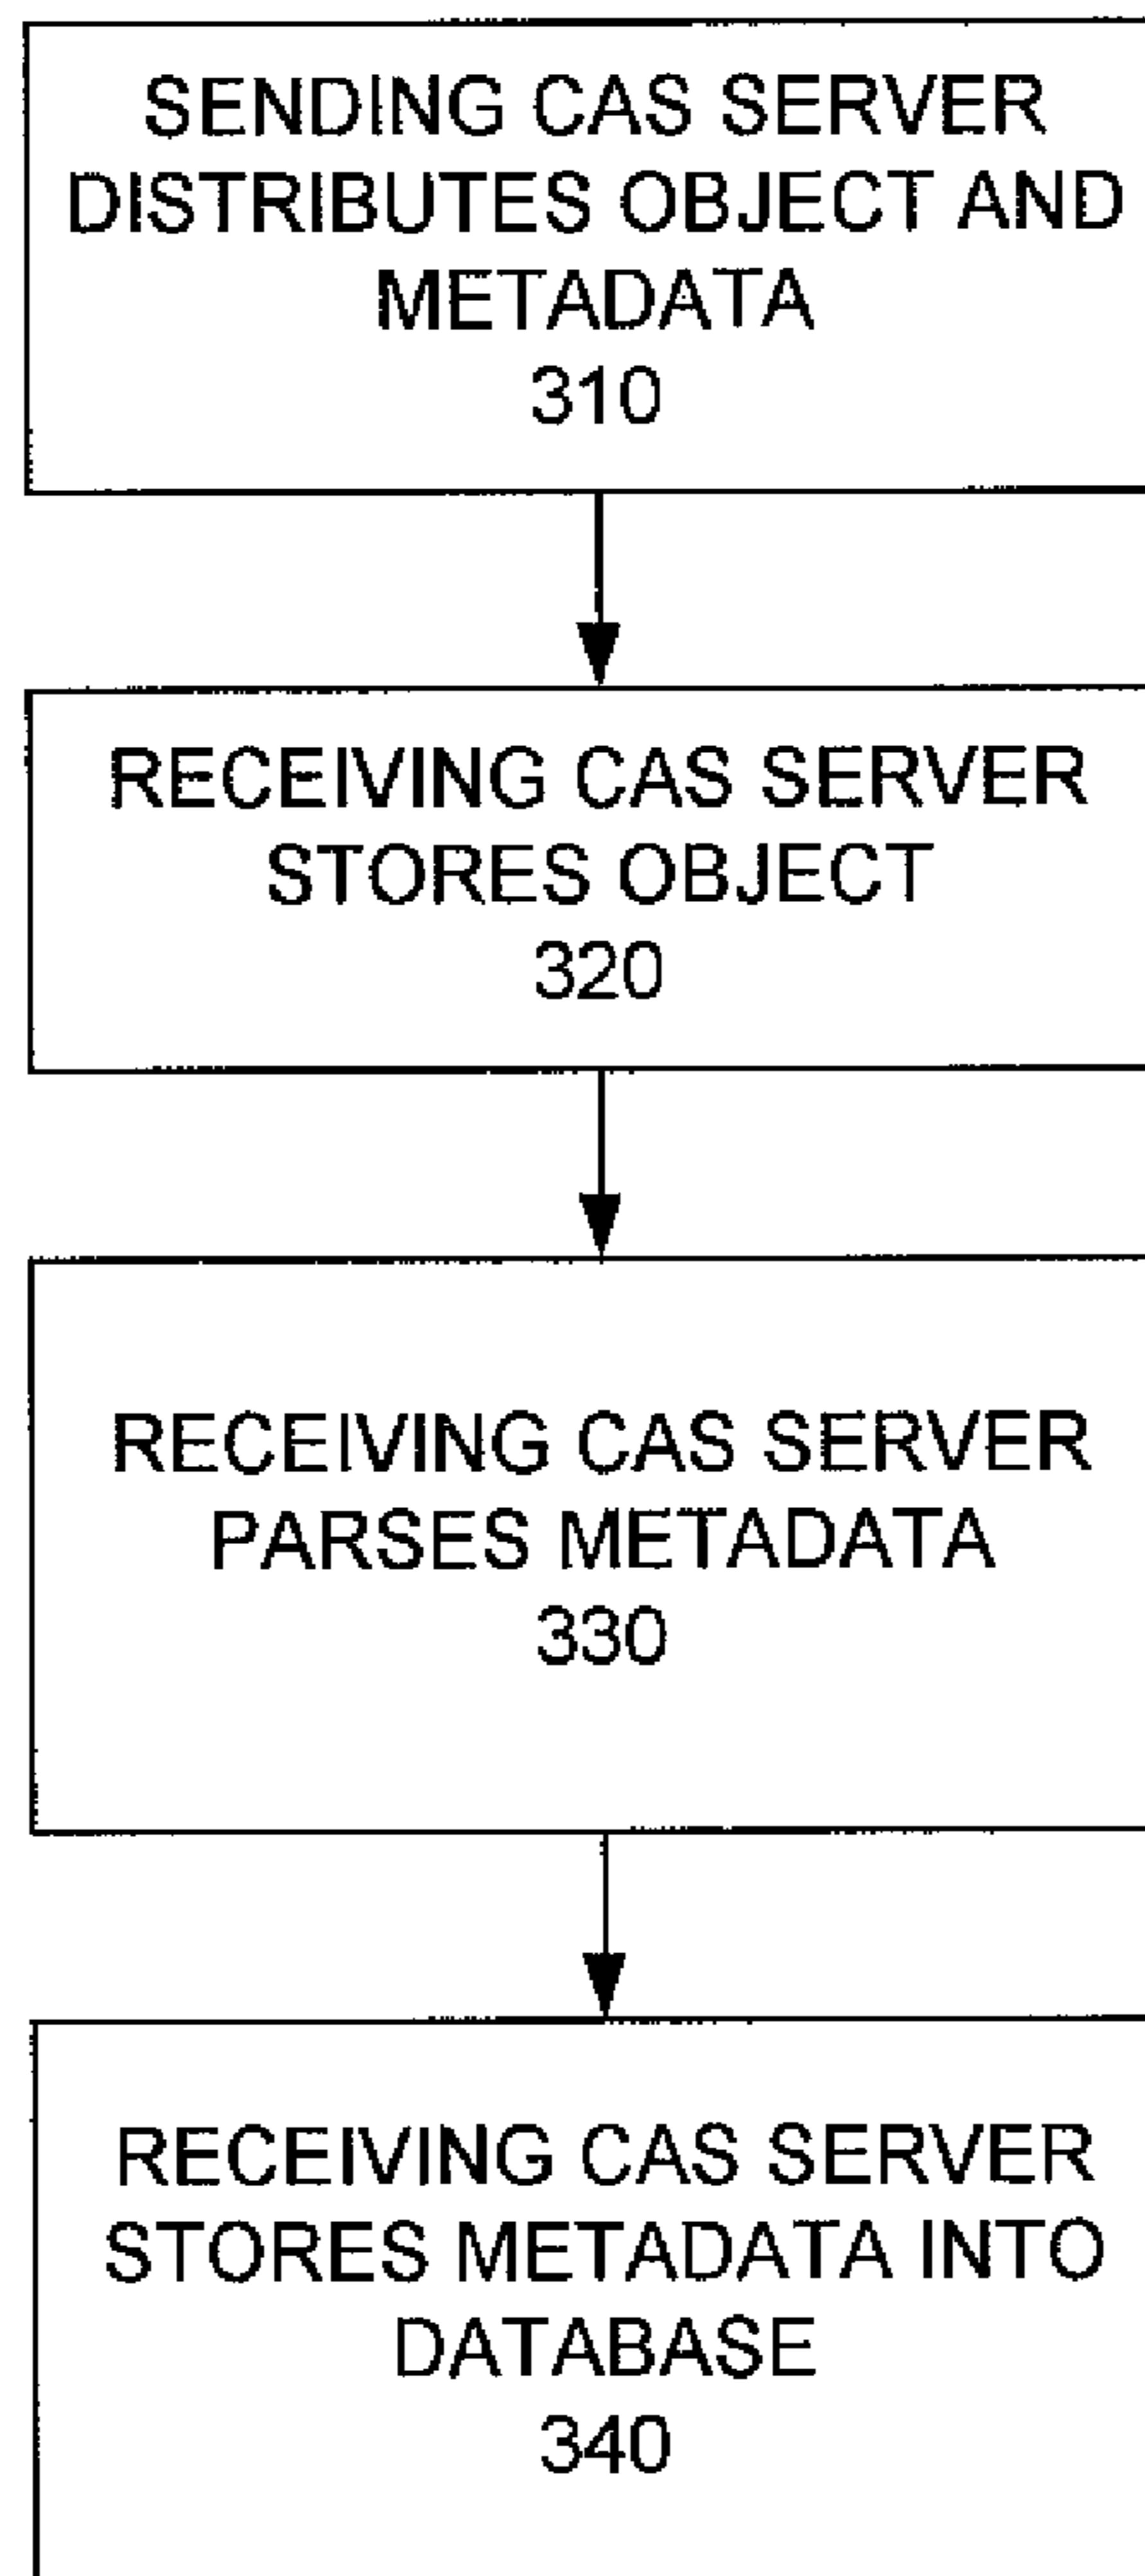 SENDING CAS SERVER
DISTRIBUTES OBJECT AND
METADATA
310
RECEIVING CAS SERVER
STORES OBJECT
320
RECEIVING CAS SERVER
PARSES METADATA
330
RECEIVING CAS SERVER
STORES METADATA INTO
DATABASE
340